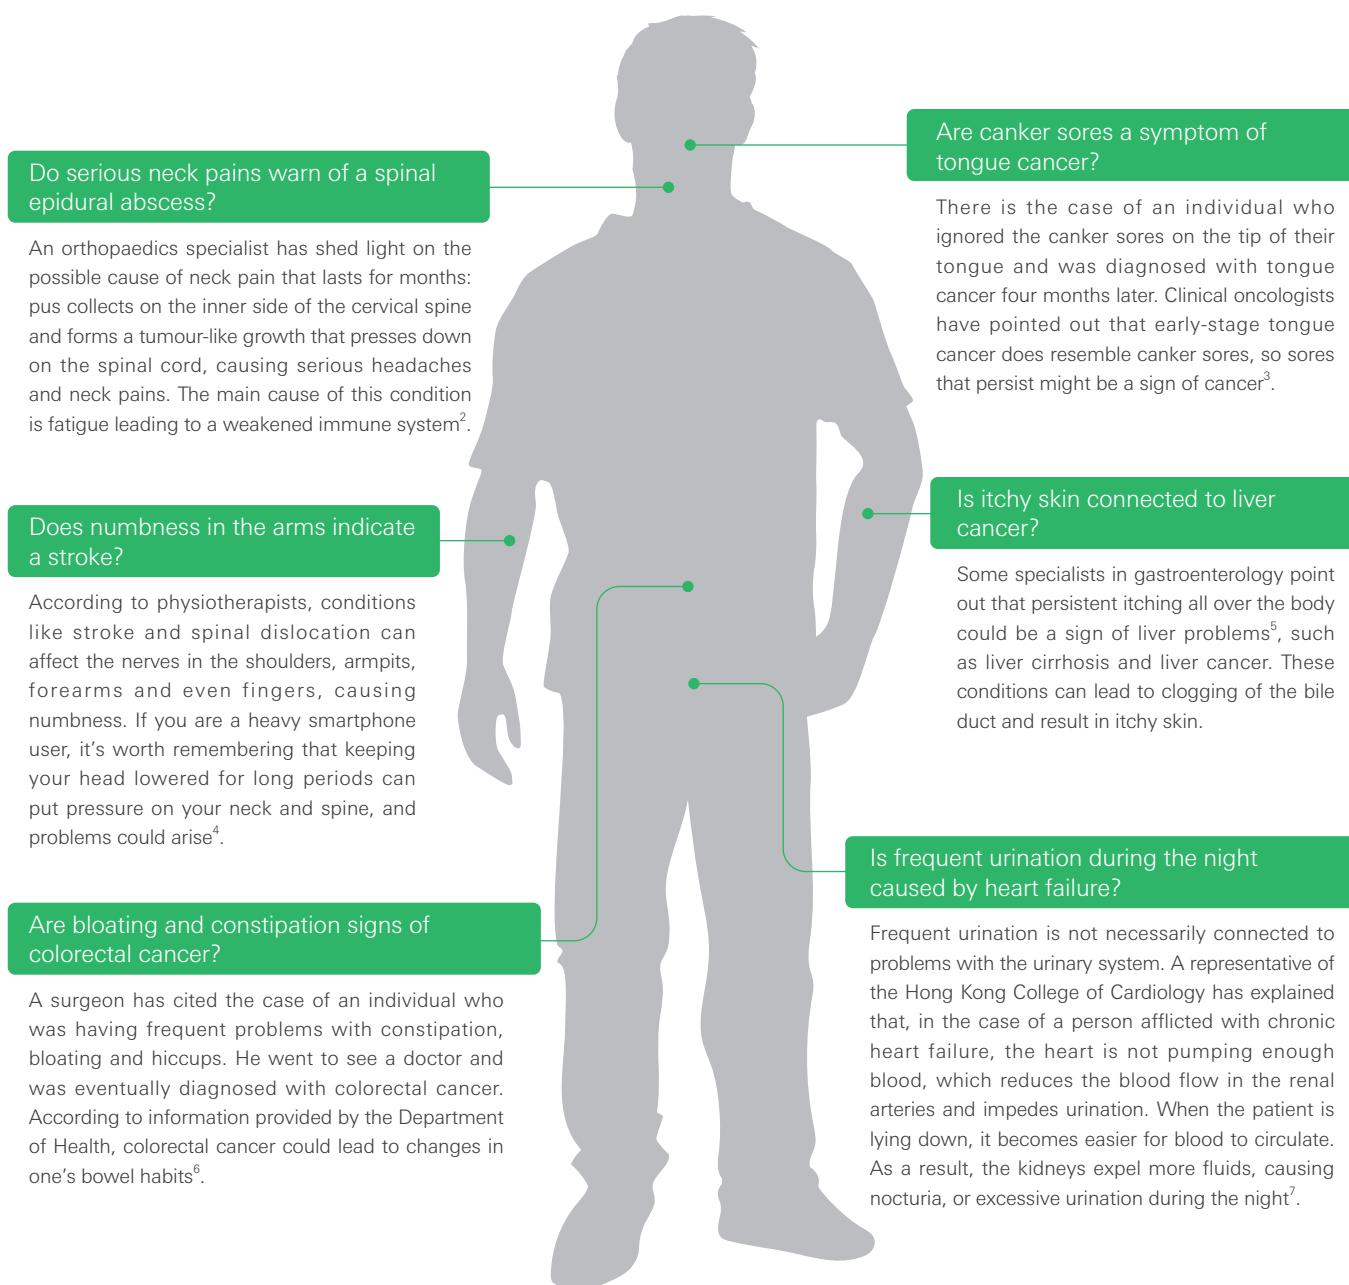 Do serious neck pains warn of a spinal
epidural abscess?
An orthopaedics specialist has shed light on the
possible cause of neck pain that lasts for months:
pus collects on the inner side of the cervical spine
and forms a tumour-like growth that presses down
on the spinal cord, causing serious headaches
and neck pains. The main cause of this condition
is fatigue leading to a weakened immune system2.
Does numbness in the arms indicate
a stroke?
According to physiotherapists, conditions
like stroke and spinal dislocation can
affect the nerves in the shoulders, armpits,
forearms and even fingers, causing
numbness. If you are a heavy smartphone
user, it's worth remembering that keeping
your head lowered for long periods can
put pressure on your neck and spine, and
problems could arise4.
Are bloating and constipation signs of
colorectal cancer?
A surgeon has cited the case of an individual who
was having frequent problems with constipation,
bloating and hiccups. He went to see a doctor and
was eventually diagnosed with colorectal cancer.
According to information provided by the Department
of Health, colorectal cancer could lead to changes in
one's bowel habits6.
Are canker sores a symptom of
tongue cancer?
There is the case of an individual who
ignored the canker sores on the tip of their
tongue and was diagnosed with tongue
cancer four months later. Clinical oncologists
have pointed out that early-stage tongue
cancer does resemble canker sores, so sores
that persist might be a sign of cancer3.
Is itchy skin connected to liver
cancer?
Some specialists in gastroenterology point
out that persistent itching all over the body
could be a sign of liver problems5, such
as liver cirrhosis and liver cancer. These
conditions can lead to clogging of the bile
duct and result in itchy skin.
Is frequent urination during the night
caused by heart failure?
Frequent urination is not necessarily connected to
problems with the urinary system. A representative of
the Hong Kong College of Cardiology has explained
that, in the case of a person afflicted with chronic
heart failure, the heart is not pumping enough
blood, which reduces the blood flow in the renal
arteries and impedes urination. When the patient is
lying down, it becomes easier for blood to circulate.
As a result, the kidneys expel more fluids, causing
nocturia, or excessive urination during the night7.